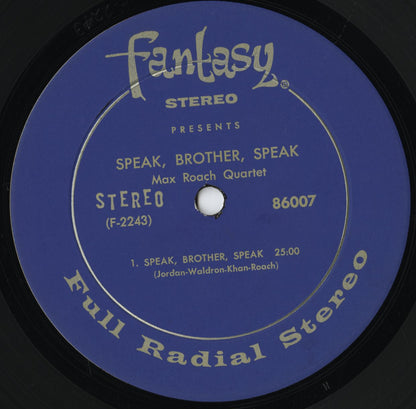 Fantasy
STEREO
PRESENTS
SPEAK, BROTHER, SPEAK
Max Roach Quartet
STEREO 86007
(F-2243)
1. SPEAK, BROTHER, SPEAK 25:00
(Jordan-Waldron-Khan-Roach)
Full Radial Stereo